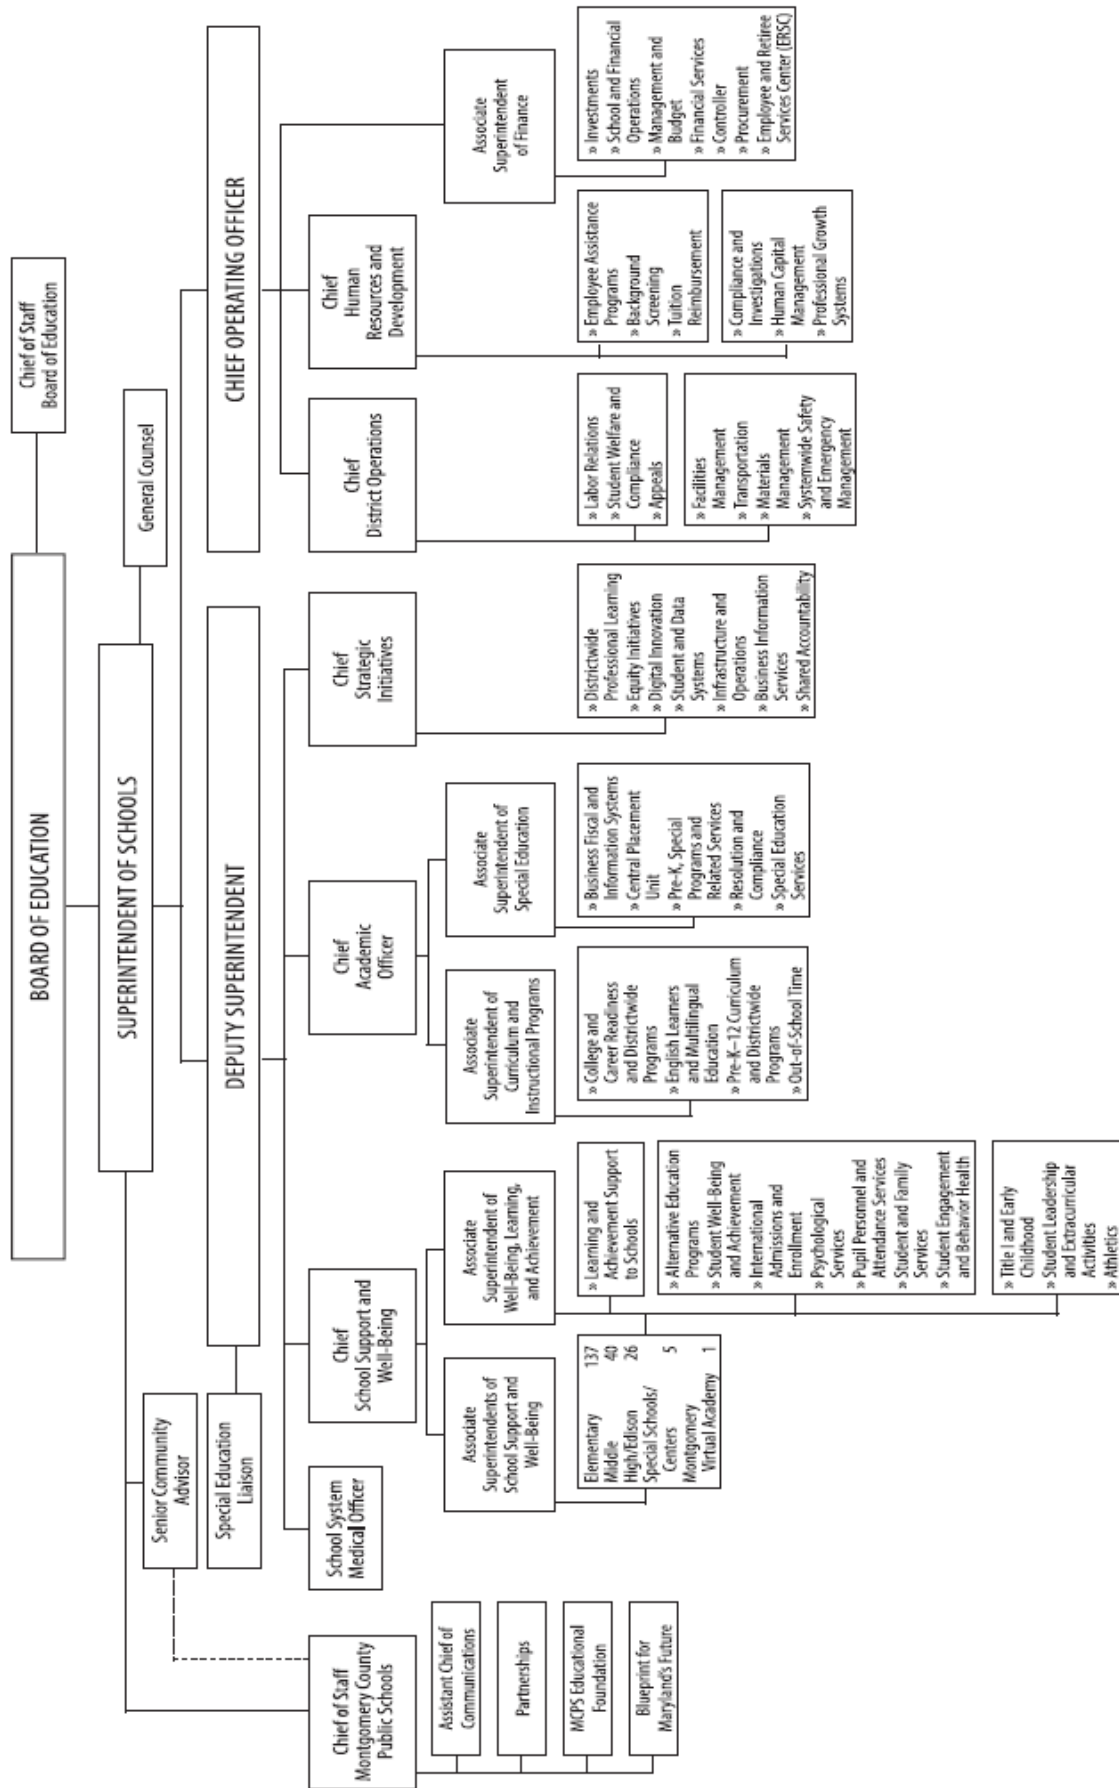 BOARD OF EDUCATION
Chief of Staff
Board of Education
SUPERINTENDENT OF SCHOOLS
General Counsel
Senior Community
Advisor
Special Education
Liaison
DEPUTY SUPERINTENDENT
CHIEF OPERATING OFFICER
Chief of Staff
Montgomery County
Public Schools
School System
Medical Officer
Chief
School Support and
Well-Being
Chief
Academic
Officer
Chief
Strategic
Initiatives
Chief
District Operations
Chief
Human
Resources and
Development
Assistant Chief of
Communications
Partnerships
MCPS Educational
Foundation
Blueprint for
Maryland's Future
Associate
Superintendents of
School Support and
Well-Being
Associate
Superintendent of
Well-Being, Learning,
and Achievement
Associate
Superintendent of
Curriculum and
Instructional Programs
Associate
Superintendent of
Special Education
Associate
Superintendent
of Finance
Elementary 137
Middle 40
High/Edison 26
Special Schools/
Centers 5
Montgomery
Virtual Academy 1
» Learning and
Achievement Support
to Schools
» Alternative Education
Programs
» Student Well-Being
and Achievement
» International
Admissions and
Enrollment
» Psychological
Services
» Pupil Personnel and
Attendance Services
» Student and Family
Services
» Student Engagement
and Behavior Health
» Title I and Early
Childhood
» Student Leadership
and Extracurricular
Activities
» Athletics
» College and
Career Readiness
and Districtwide
Programs
» English Learners
and Multilingual
Education
» Pre-K–12 Curriculum
and Districtwide
Programs
» Out-of-School Time
» Business Fiscal and
Information Systems
» Central Placement
Unit
» Pre-K, Special
Programs and
Related Services
» Resolution and
Compliance
» Special Education
Services
» Districtwide
Professional Learning
» Equity Initiatives
» Digital Innovation
» Student and Data
Systems
» Infrastructure and
Operations
» Business Information
Services
» Shared Accountability
» Labor Relations
» Student Welfare and
Compliance
» Appeals
» Facilities
Management
» Transportation
» Materials
Management
» Systemwide Safety
and Emergency
Management
» Employee Assistance
Programs
» Background
Screening
» Tuition
Reimbursement
» Compliance and
Investigations
» Human Capital
Management
» Professional Growth
Systems
» Investments
» School and Financial
Operations
» Management and
Budget
» Financial Services
» Controller
» Procurement
» Employee and Retiree
Services Center (ERSC)